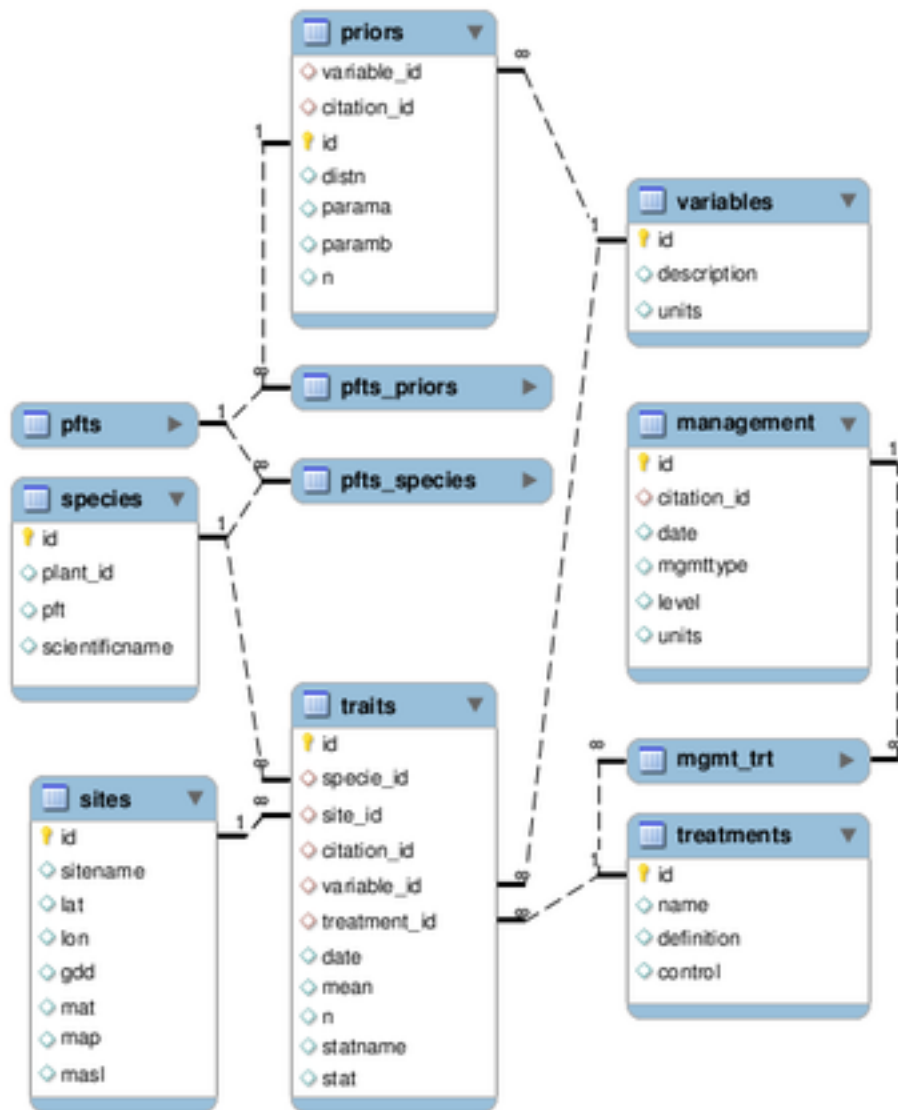 priors
variable_id
citation_id
id
distn
parama
paramb
n
variables
id
description
units
pfts_priors
pfts
pfts_species
species
id
plant_id
pft
scientificname
management
id
citation_id
date
mgmttype
level
units
traits
id
specie_id
site_id
citation_id
variable_id
treatment_id
date
mean
n
statname
stat
sites
id
sitename
lat
lon
gdd
mat
map
masl
mgmt_trt
treatments
id
name
definition
control
1
∞
1
∞
1
∞
1
∞
1
∞
∞
∞
1
1
∞